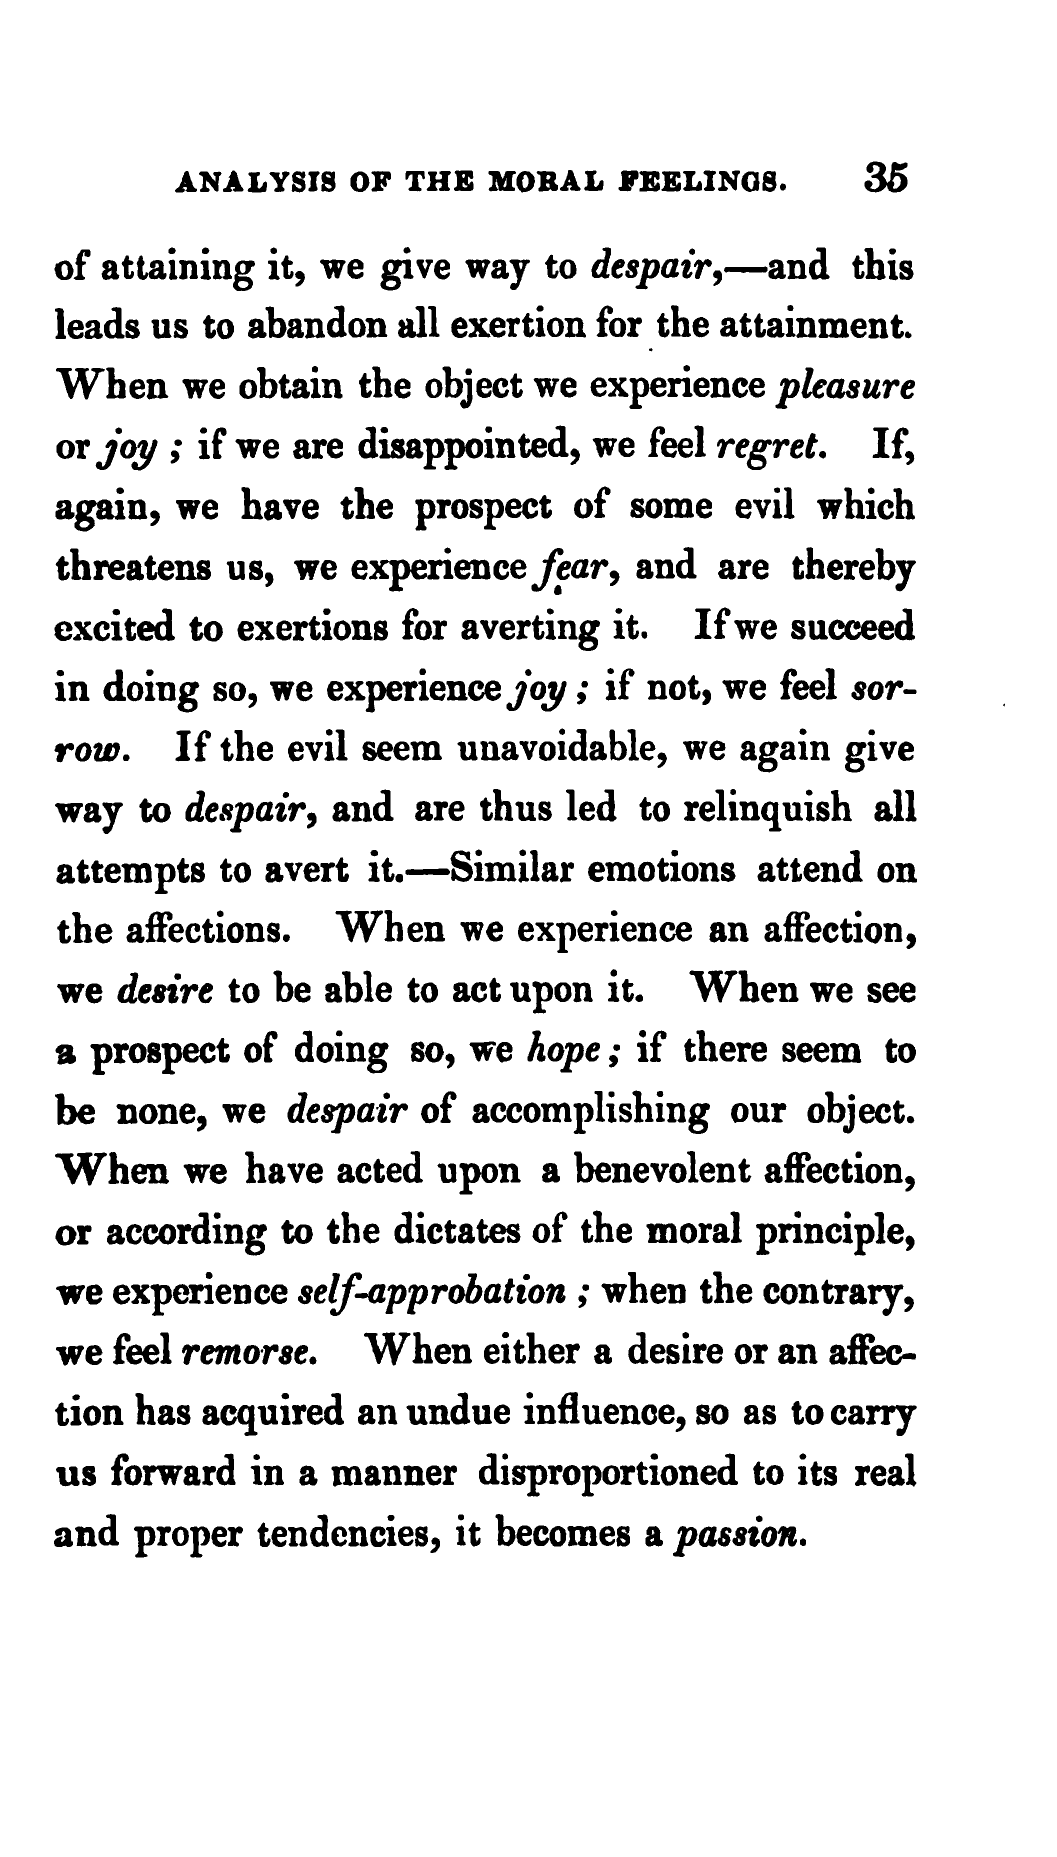 ANALYSIS OF THE MORAL FEELINGS. 35
of attaining it, we give way to despair,—and this
leads us to abandon all exertion for the attainment.
When we obtain the object we experience pleasure
or joy ; if we are disappointed, we feel regret. If,
again, we have the prospect of some evil which
threatens us, we experience fear, and are thereby
excited to exertions for averting it. If we succeed
in doing so, we experience joy ; if not, we feel sor-
row. If the evil seem unavoidable, we again give
way to despair, and are thus led to relinquish all
attempts to avert it.—Similar emotions attend on
the affections. When we experience an affection,
we desire to be able to act upon it. When we see
a prospect of doing so, we hope ; if there seem to
be none, we despair of accomplishing our object.
When we have acted upon a benevolent affection,
or according to the dictates of the moral principle,
we experience self-approbation ; when the contrary,
we feel remorse. When either a desire or an affec-
tion has acquired an undue influence, so as to carry
us forward in a manner disproportioned to its real
and proper tendencies, it becomes a passion.